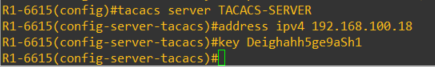 R1-6615(config)#tacacs server TACACS-SERVER
R1-6615(config-server-tacacs)#address ipv4 192.168.100.18
R1-6615(config-server-tacacs)#key Deighahh5ge9aSh1
R1-6615(config-server-tacacs)#